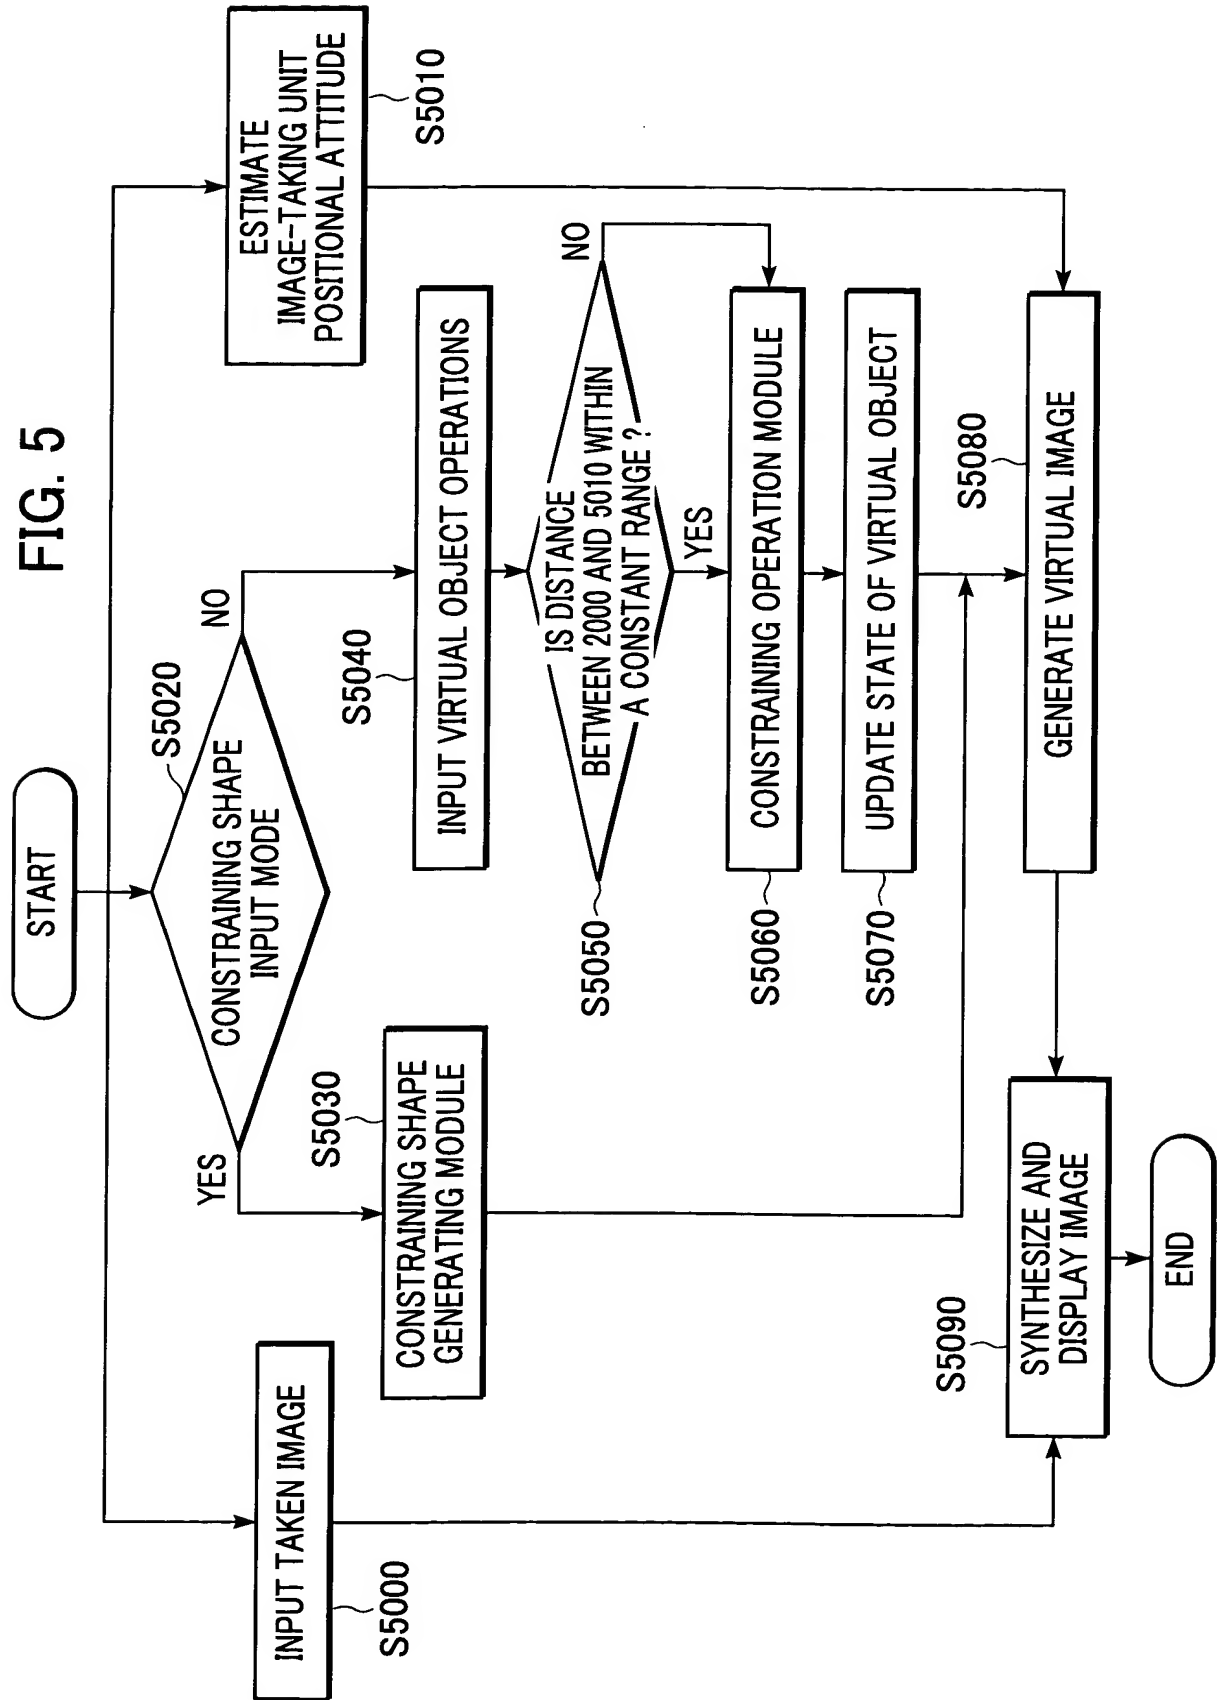 FIG. 5
START
S5020
CONSTRAINING SHAPE
INPUT MODE
YES
NO
INPUT TAKEN IMAGE
S5000
S5030
CONSTRAINING SHAPE
GENERATING MODULE
S5040
INPUT VIRTUAL OBJECT OPERATIONS
ESTIMATE
IMAGE-TAKING UNIT
POSITIONAL ATTITUDE
S5010
IS DISTANCE
BETWEEN 2000 AND 5010 WITHIN
A CONSTANT RANGE ?
S5050
NO
YES
CONSTRAINING OPERATION MODULE
S5060
UPDATE STATE OF VIRTUAL OBJECT
S5070
S5080
GENERATE VIRTUAL IMAGE
S5090
SYNTHESIZE AND
DISPLAY IMAGE
END